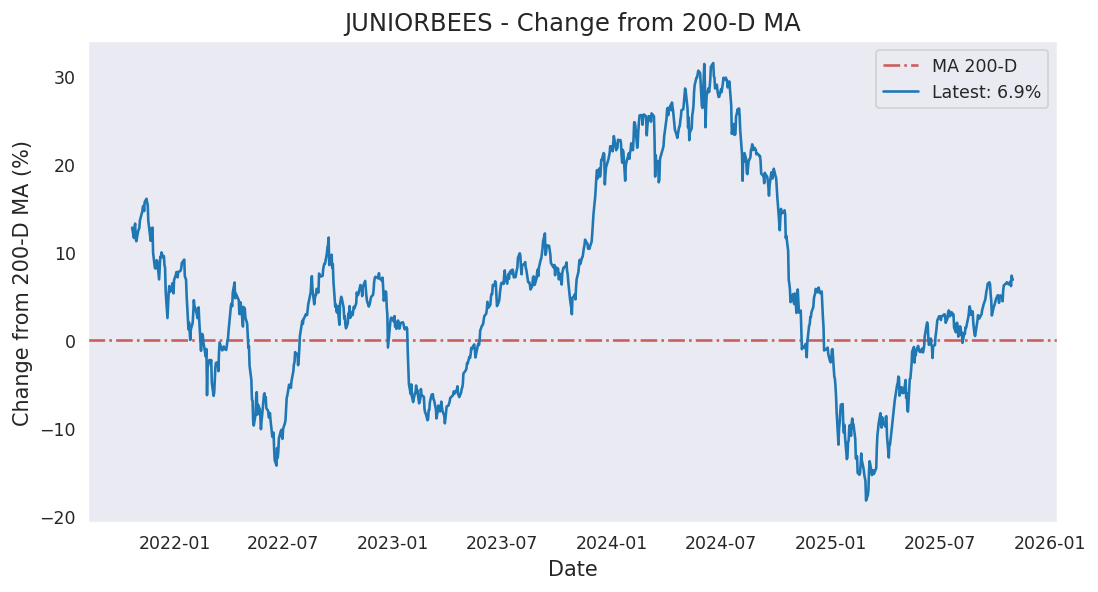 JUNIORBEES - Change from 200-D MA
MA 200-D
Latest: 6.9%
Change from 200-D MA (%)
30
20
10
0
−10
−20
2022-01 2022-07 2023-01 2023-07 2024-01 2024-07 2025-01 2025-07 2026-01
Date